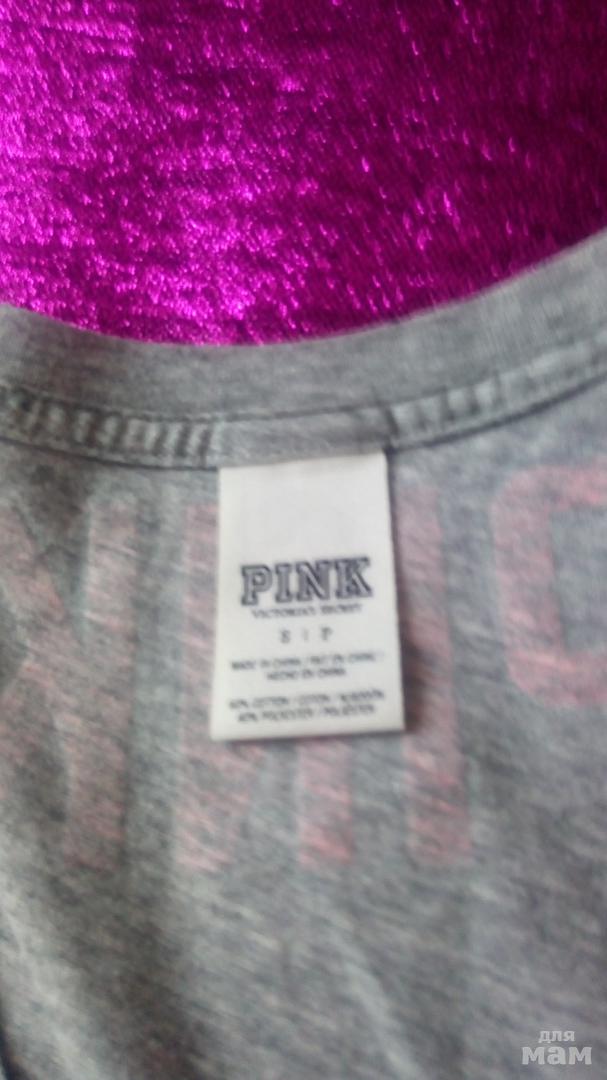 PINK
VICTORIA'S SECRET
S | P
MADE IN CHINA / FAIT EN CHINE /
HECHO EN CHINA
60% COTTON / COTON / ALGODÓN
40% POLYESTER / POLIÉSTER
для
мам